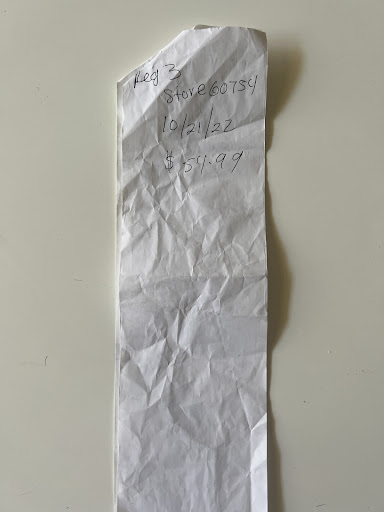 Reg 3
Store 60754
10/21/22
$ 54.99